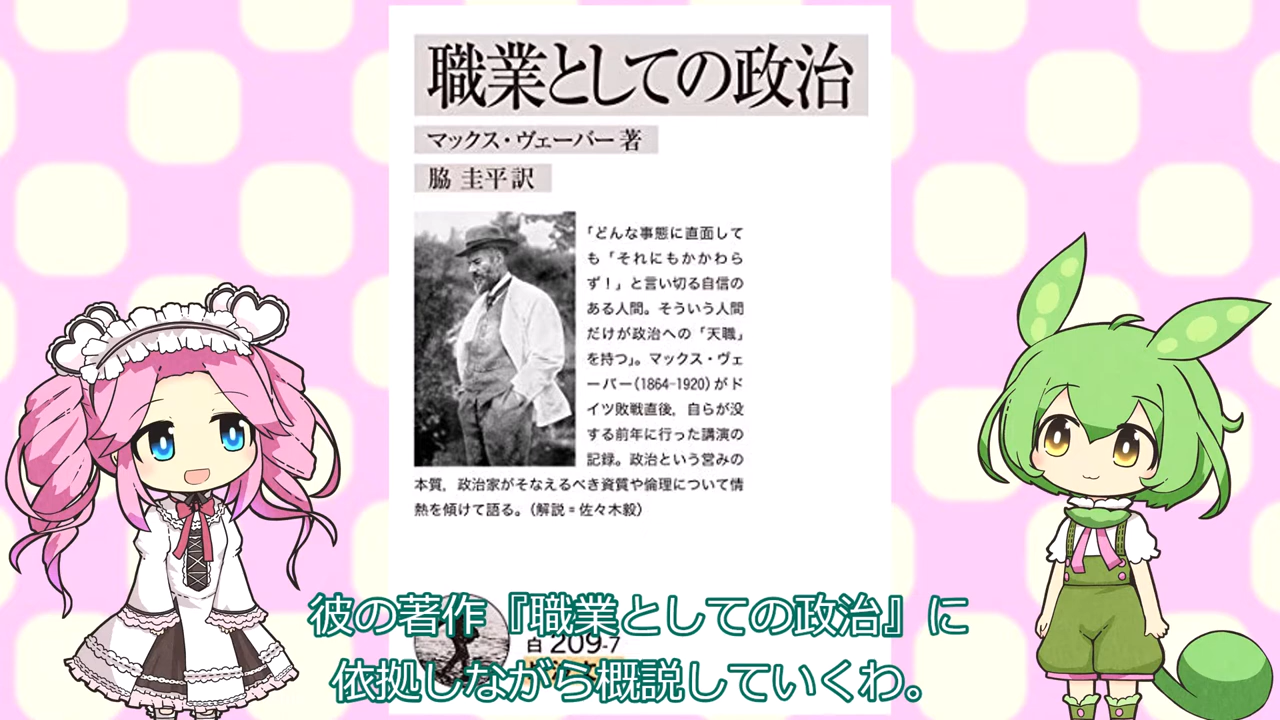 職業としての政治
マックス・ヴェーバー 著
脇 圭平 訳
「どんな事態に直面して
も「それにもかかわら
ず!」と言い切る自信の
ある人間。そういう人間
だけが政治への「天職」
を持つ」。マックス・ヴェ
ーバー(1864-1920)がド
イツ敗戦直後,自らが没
する前年に行った講演の
記録。政治という営みの
本質,政治家がそなえるべき資質や倫理について情
熱を傾けて語る。(解説=佐々木毅)
白 209-7
彼の著作『職業としての政治』に
依拠しながら概説していくわ。